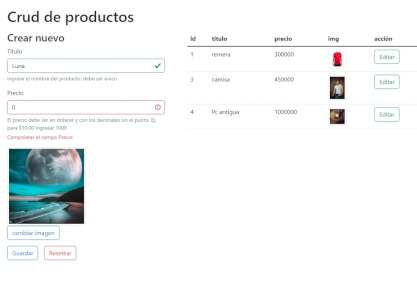 Crud de productos
Crear nuevo
Título
Luna
Ingrese el nombre del producto, debe ser único
Precio
0
El precio debe ser en dolares y con los decimales sin el punto. Ej:
para $10.00 ingresar 1000
Completar el campo Precio.
cambiar imagen
Guardar Resetear
id título precio img acción
1 remera 300000 Editar
3 camisa 450000 Editar
4 Pc antigua 1000000 Editar